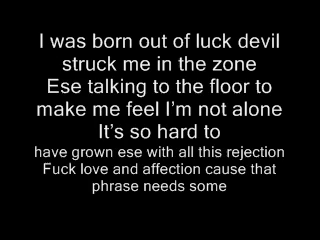 I was born out of luck devil
struck me in the zone
Ese talking to the floor to
make me feel I'm not alone
It's so hard to
have grown ese with all this rejection
Fuck love and affection cause that
phrase needs some